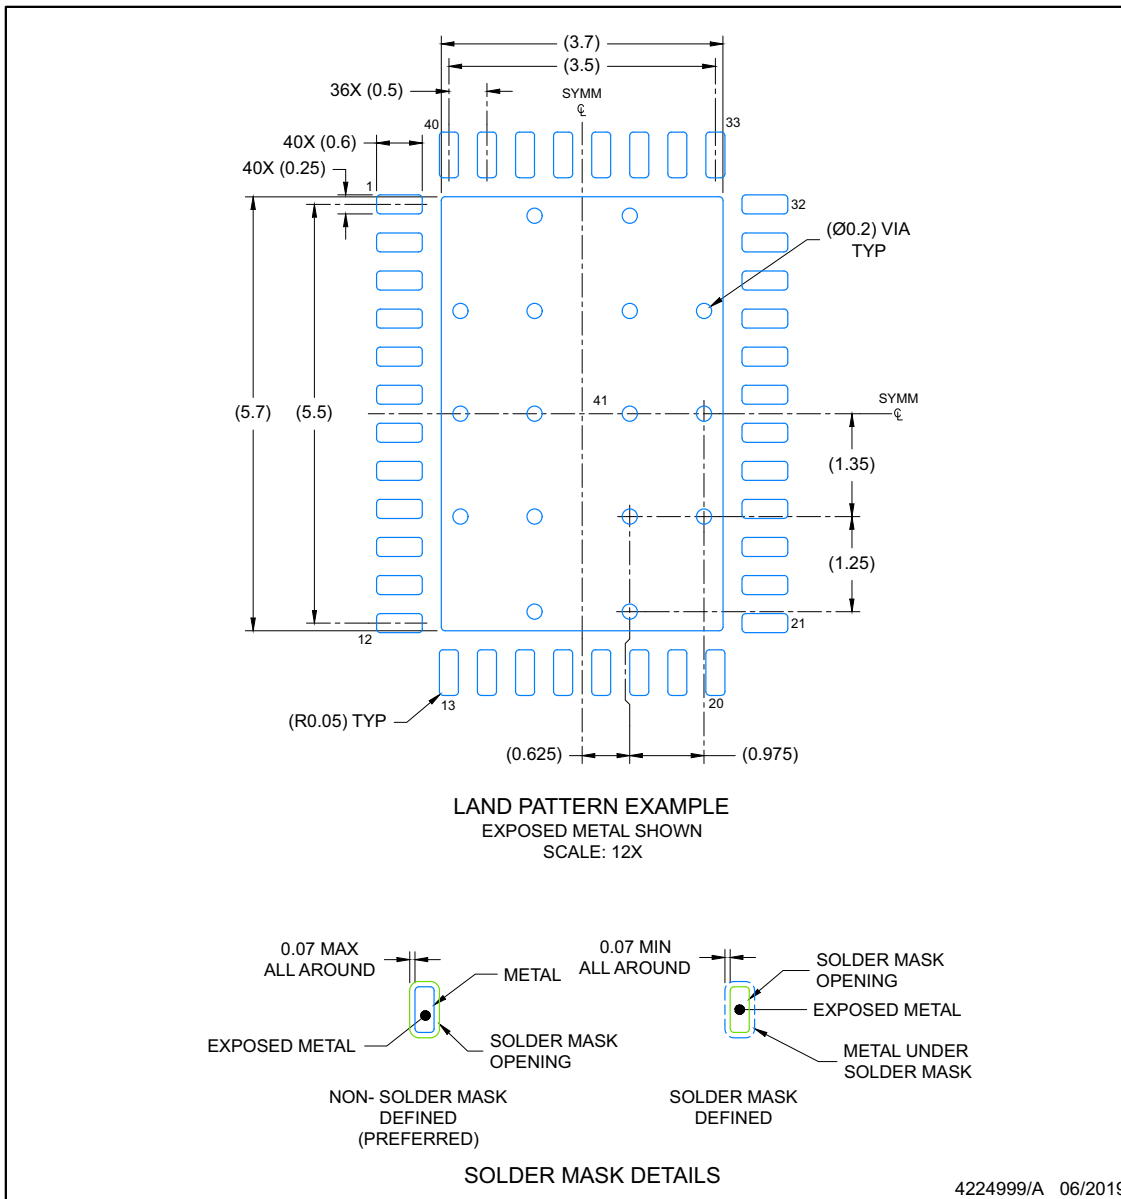 (3.7)
(3.5)
36X (0.5)
SYMM
℄
40
33
40X (0.6)
40X (0.25)
1
32
(Ø0.2) VIA
TYP
41
SYMM
℄
(5.7)
(5.5)
(1.35)
(1.25)
12
21
13
20
(R0.05) TYP
(0.625)
(0.975)
LAND PATTERN EXAMPLE
EXPOSED METAL SHOWN
SCALE: 12X
0.07 MAX
ALL AROUND
METAL
EXPOSED METAL
SOLDER MASK
OPENING
NON- SOLDER MASK
DEFINED
(PREFERRED)
0.07 MIN
ALL AROUND
SOLDER MASK
OPENING
EXPOSED METAL
METAL UNDER
SOLDER MASK
SOLDER MASK
DEFINED
SOLDER MASK DETAILS
4224999/A 06/2019